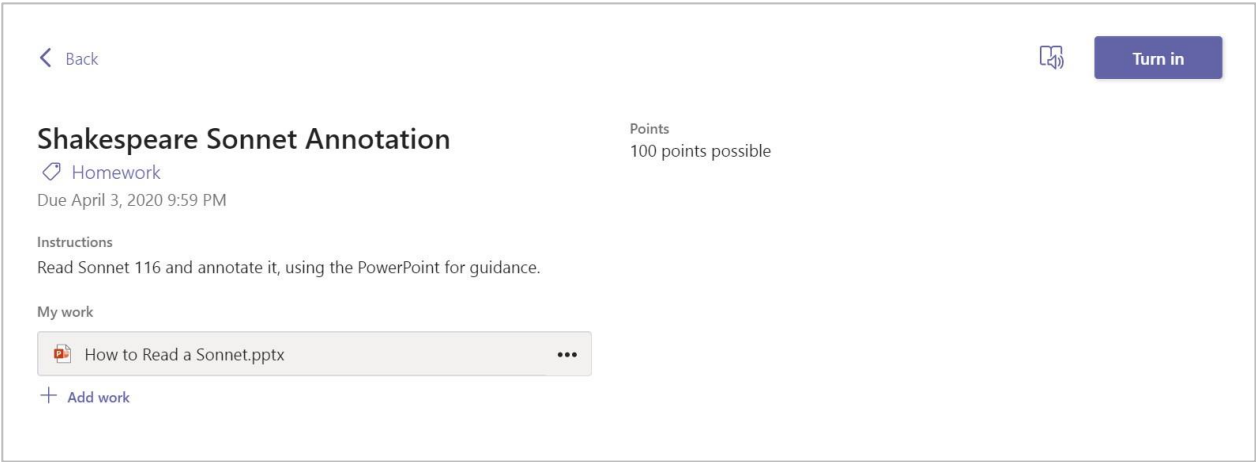 Back
Turn in
Shakespeare Sonnet Annotation
Points
100 points possible
Homework
Due April 3, 2020 9:59 PM
Instructions
Read Sonnet 116 and annotate it, using the PowerPoint for guidance.
My work
How to Read a Sonnet.pptx
Add work